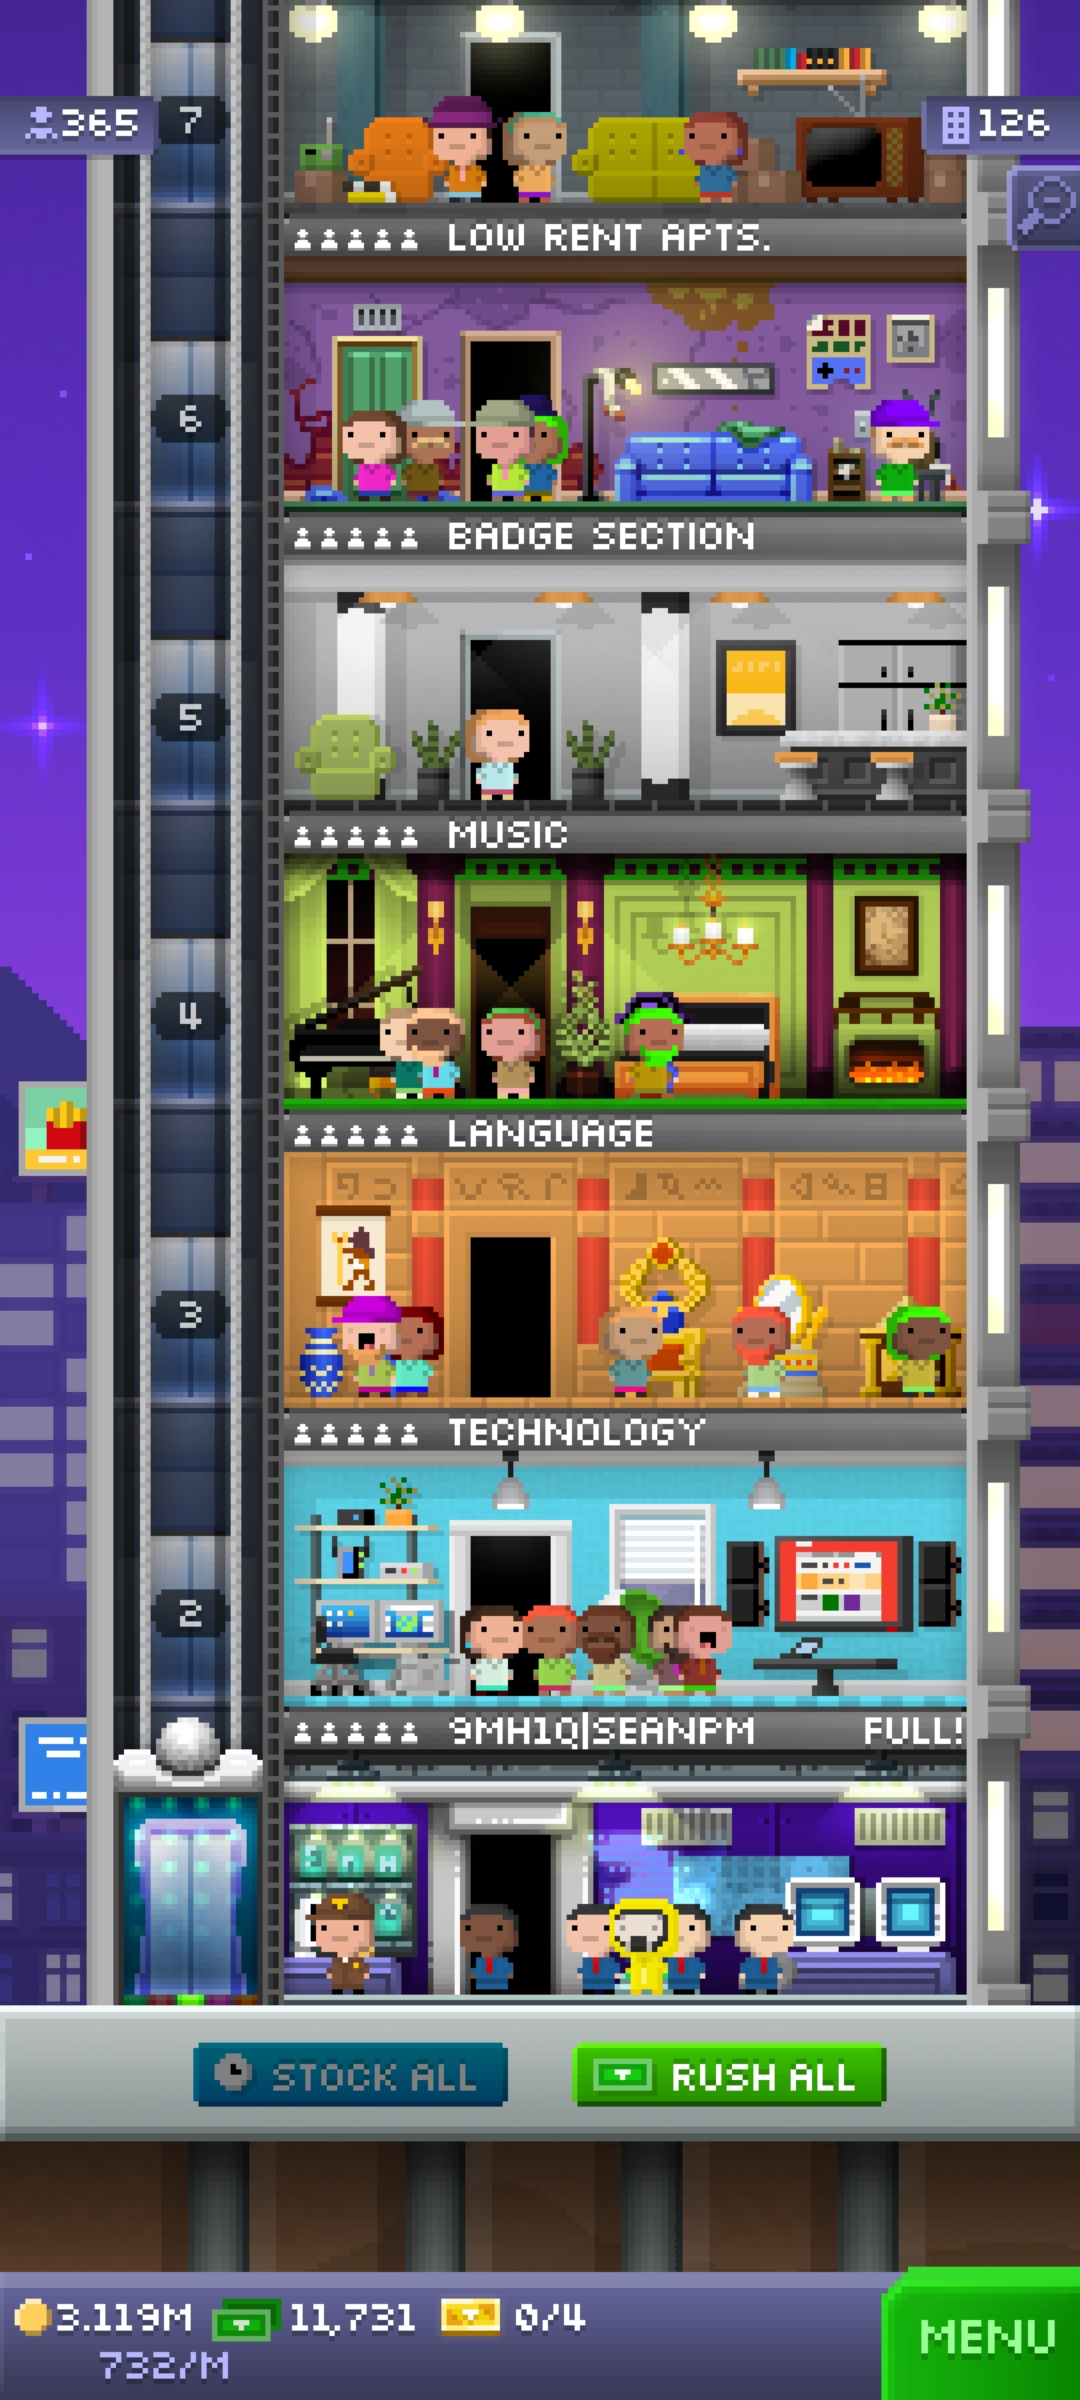 365
7
126
LOW RENT APTS.
6
BADGE SECTION
5
MUSIC
4
LANGUAGE
3
TECHNOLOGY
2
9MH1Q|SEANPM FULL!
STOCK ALL
RUSH ALL
3.119M 11,731 0/4
732/M
MENU